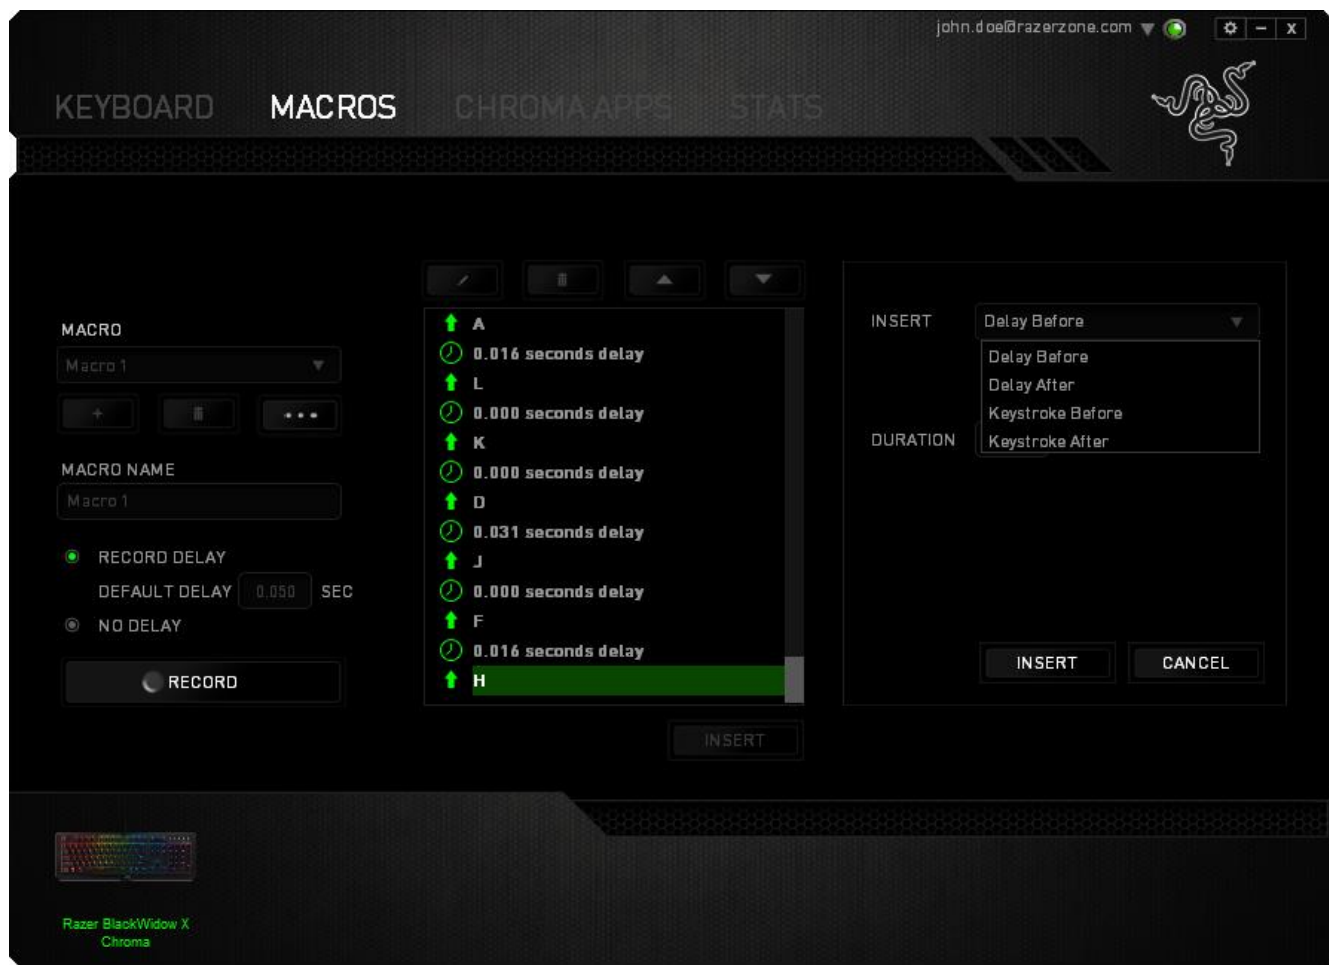 john.doe@razerzone.com
KEYBOARD MACROS CHROMA APPS STATS
MACRO
Macro 1
MACRO NAME
Macro 1
RECORD DELAY
DEFAULT DELAY 0.050 SEC
NO DELAY
RECORD
A
0.016 seconds delay
L
0.000 seconds delay
K
0.000 seconds delay
D
0.031 seconds delay
J
0.000 seconds delay
F
0.016 seconds delay
H
INSERT
INSERT Delay Before
Delay Before
Delay After
Keystroke Before
Keystroke After
DURATION
INSERT CANCEL
Razer BlackWidow X
Chroma